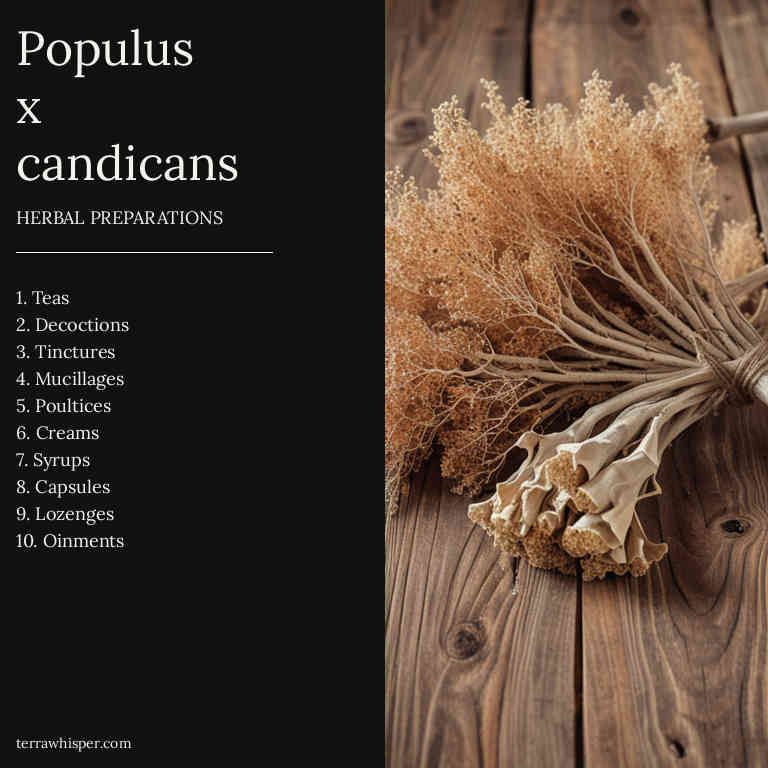 Populus
x
candicans
HERBAL PREPARATIONS
1. Teas
2. Decoctions
3. Tinctures
4. Mucillages
5. Poultices
6. Creams
7. Syrups
8. Capsules
9. Lozenges
10. Oinments
terrawhisper.com